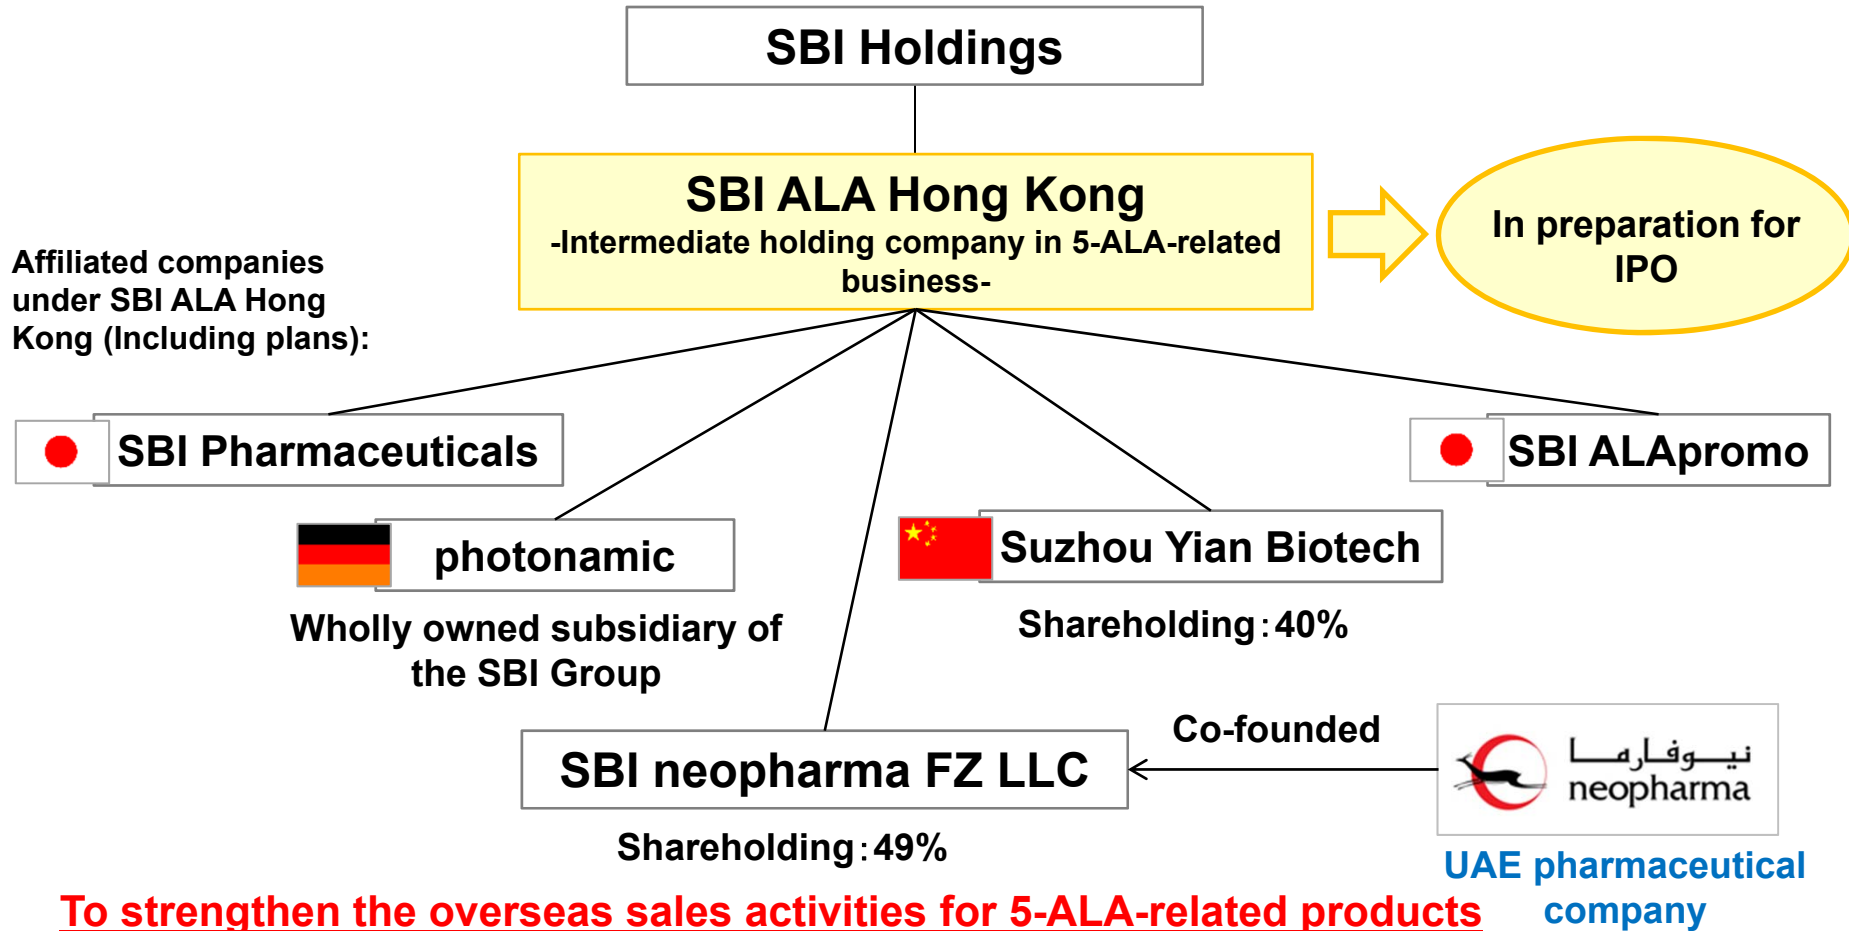 SBI Holdings
SBI ALA Hong Kong
-Intermediate holding company in 5-ALA-related
business-
In preparation for
IPO
Affiliated companies
under SBI ALA Hong
Kong (Including plans):
SBI Pharmaceuticals
SBI ALApromo
photonamic
Suzhou Yian Biotech
Wholly owned subsidiary of
the SBI Group
Shareholding：40%
SBI neopharma FZ LLC
Co-founded
نيوفارما
neopharma
Shareholding：49%
UAE pharmaceutical
company
To strengthen the overseas sales activities for 5-ALA-related products